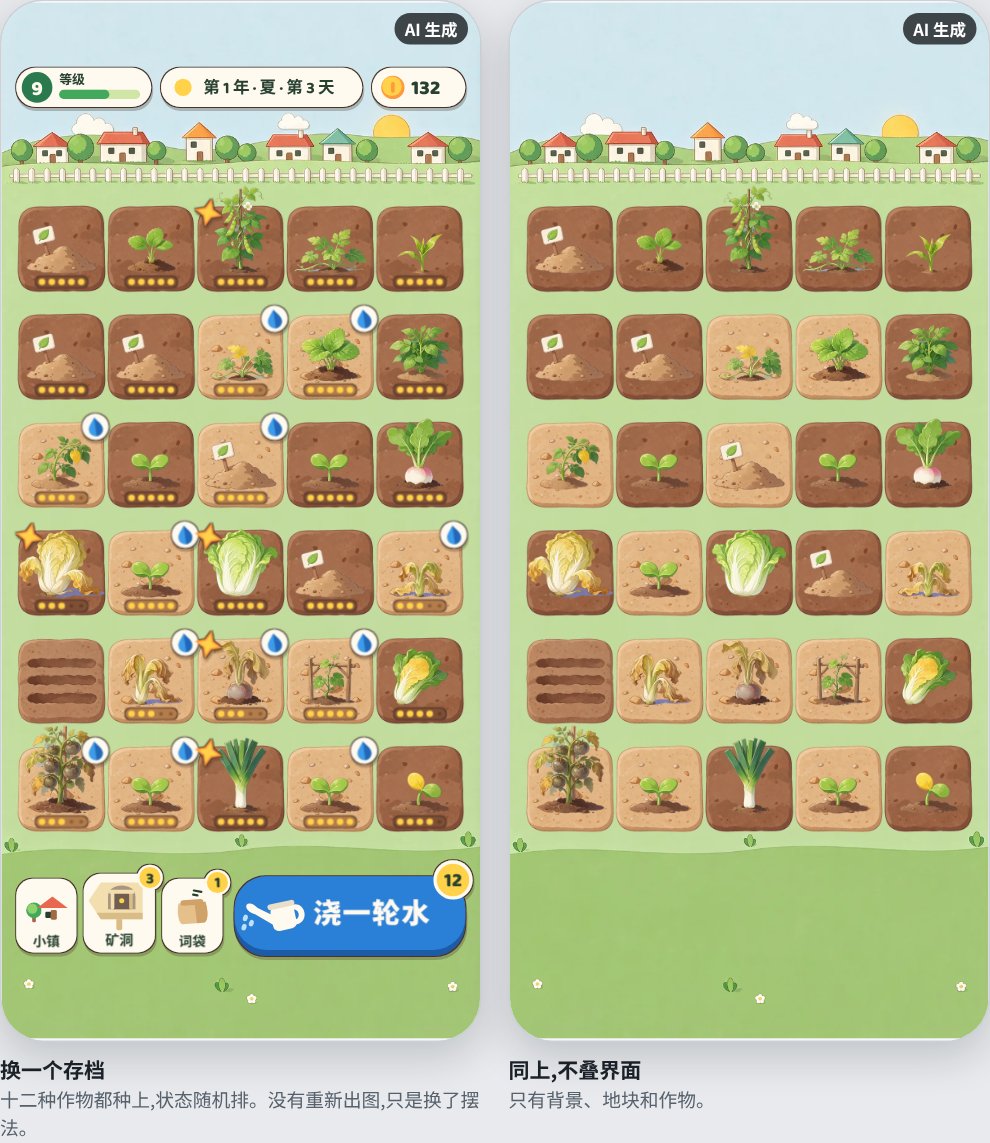 AI 生成
AI 生成
9
等级
第 1 年 · 夏 · 第 3 天
132
3
1
12
小镇
矿洞
词袋
浇一轮水
换一个存档
十二种作物都种上,状态随机排。没有重新出图,只是换了摆
法。
同上,不叠界面
只有背景、地块和作物。